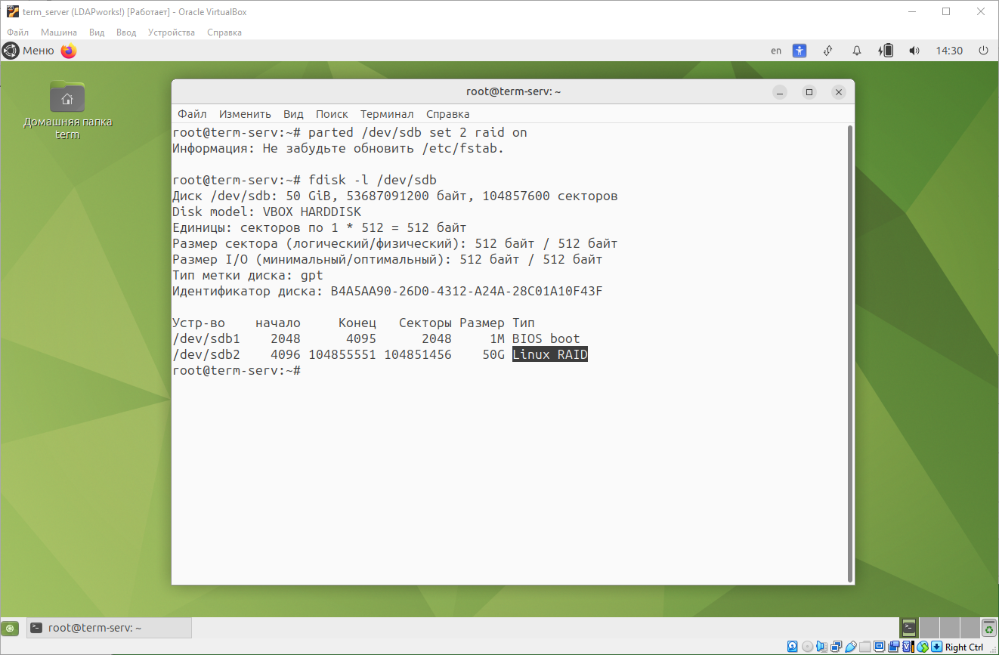 term_server (LDAPworks!) [Работает] - Oracle VirtualBox
Файл Машина Вид Ввод Устройства Справка
Меню en 14:30
Домашняя папка
term
root@term-serv: ~
Файл Изменить Вид Поиск Терминал Справка
root@term-serv:~# parted /dev/sdb set 2 raid on
Информация: Не забудьте обновить /etc/fstab.
root@term-serv:~# fdisk -l /dev/sdb
Диск /dev/sdb: 50 GiB, 53687091200 байт, 104857600 секторов
Disk model: VBOX HARDDISK
Единицы: секторов по 1 * 512 = 512 байт
Размер сектора (логический/физический): 512 байт / 512 байт
Размер I/O (минимальный/оптимальный): 512 байт / 512 байт
Тип метки диска: gpt
Идентификатор диска: B4A5AA90-26D0-4312-A24A-28C01A10F43F
Устр-во начало Конец Секторы Размер Тип
/dev/sdb1 2048 4095 2048 1M BIOS boot
/dev/sdb2 4096 104855551 104851456 50G Linux RAID
root@term-serv:~#
root@term-serv: ~
Right Ctrl